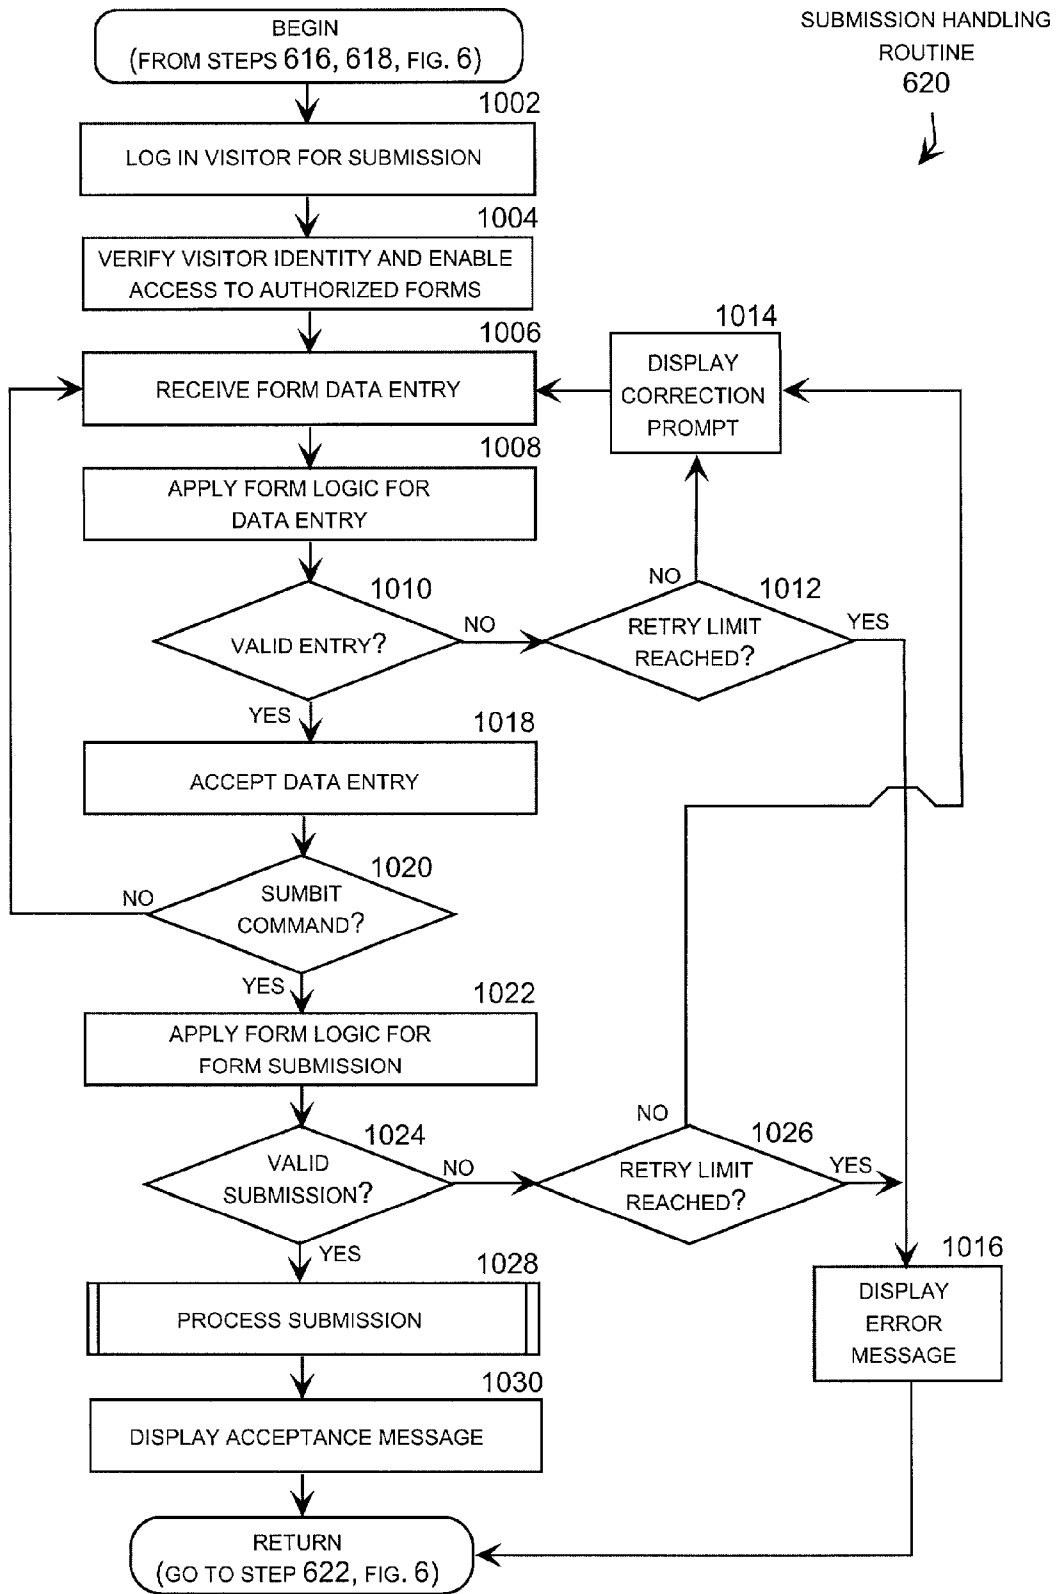 BEGIN
(FROM STEPS 616, 618, FIG. 6)
SUBMISSION HANDLING
ROUTINE
620
1002
LOG IN VISITOR FOR SUBMISSION
1004
VERIFY VISITOR IDENTITY AND ENABLE
ACCESS TO AUTHORIZED FORMS
1006
RECEIVE FORM DATA ENTRY
1014
DISPLAY
CORRECTION
PROMPT
1008
APPLY FORM LOGIC FOR
DATA ENTRY
1010
VALID ENTRY?
NO
YES
1012
RETRY LIMIT
REACHED?
NO
YES
1018
ACCEPT DATA ENTRY
1020
SUMBIT
COMMAND?
NO
YES
1022
APPLY FORM LOGIC FOR
FORM SUBMISSION
1024
VALID
SUBMISSION?
NO
YES
1026
RETRY LIMIT
REACHED?
NO
YES
1016
DISPLAY
ERROR
MESSAGE
1028
PROCESS SUBMISSION
1030
DISPLAY ACCEPTANCE MESSAGE
RETURN
(GO TO STEP 622, FIG. 6)